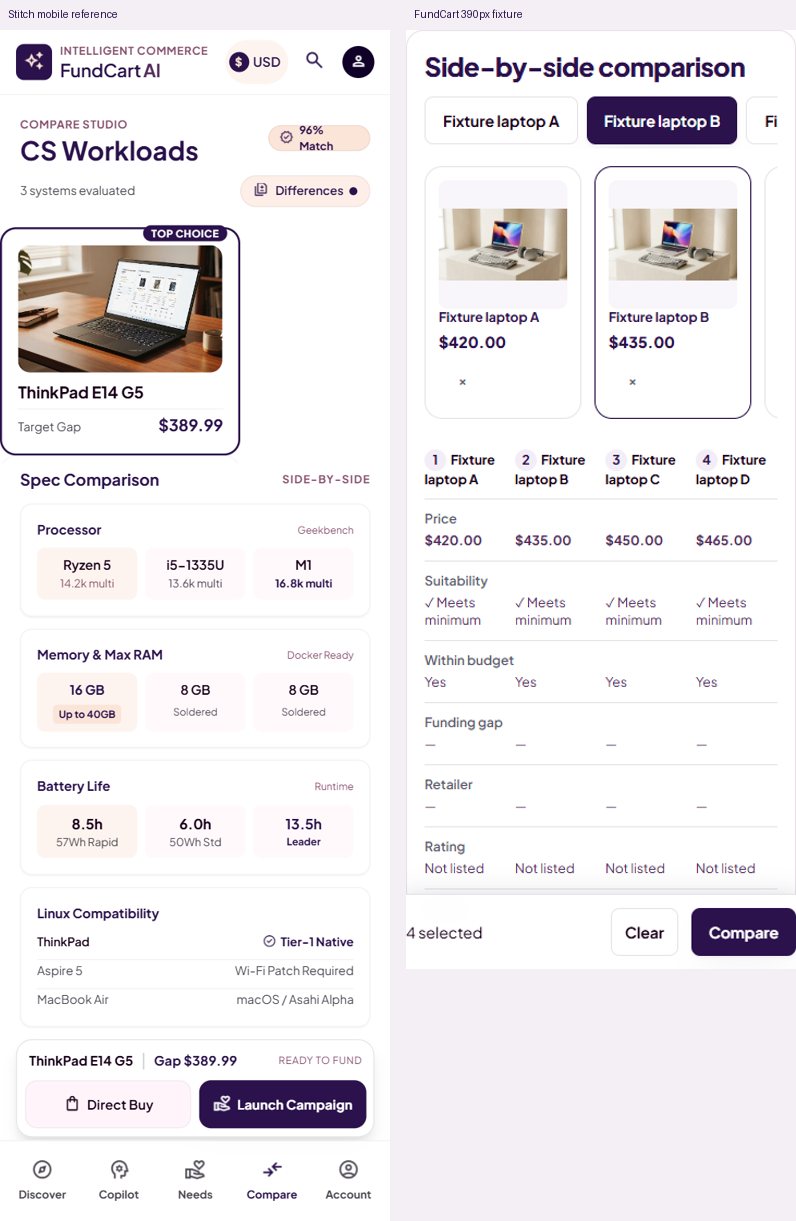 Stitch mobile reference
INTELLIGENT COMMERCE
FundCart AI
$ USD
COMPARE STUDIO
CS Workloads
96% Match
3 systems evaluated
Differences
TOP CHOICE
ThinkPad E14 G5
Target Gap $389.99
Spec Comparison SIDE-BY-SIDE
Processor Geekbench
Ryzen 5 i5-1335U M1
14.2k multi 13.6k multi 16.8k multi
Memory & Max RAM Docker Ready
16 GB 8 GB 8 GB
Up to 40GB Soldered Soldered
Battery Life Runtime
8.5h 6.0h 13.5h
57Wh Rapid 50Wh Std Leader
Linux Compatibility
ThinkPad Tier-1 Native
Aspire 5 Wi-Fi Patch Required
MacBook Air macOS / Asahi Alpha
ThinkPad E14 G5 Gap $389.99 READY TO FUND
Direct Buy Launch Campaign
Discover Copilot Needs Compare Account
FundCart 390px fixture
Side-by-side comparison
Fixture laptop A Fixture laptop B Fi
Fixture laptop A Fixture laptop B
$420.00 $435.00
× ×
1 Fixture laptop A 2 Fixture laptop B 3 Fixture laptop C 4 Fixture laptop D
Price
$420.00 $435.00 $450.00 $465.00
Suitability
✓ Meets minimum ✓ Meets minimum ✓ Meets minimum ✓ Meets minimum
Within budget
Yes Yes Yes Yes
Funding gap
— — — —
Retailer
— — — —
Rating
Not listed Not listed Not listed Not listed
4 selected Clear Compare